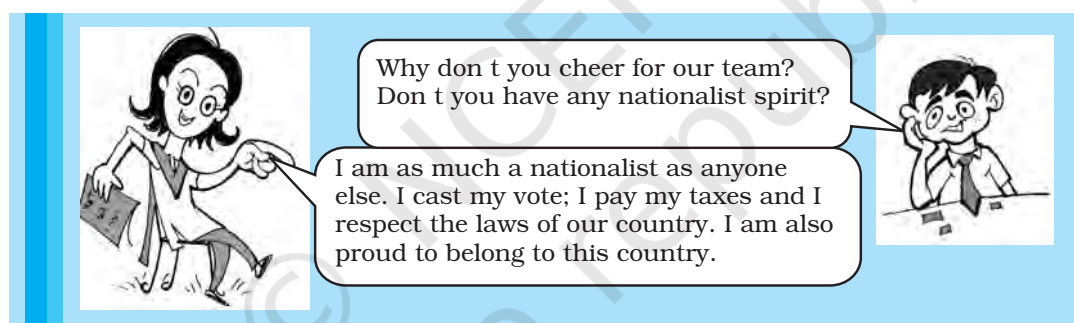 Why don t you cheer for our team?
Don t you have any nationalist spirit?
I am as much a nationalist as anyone
else. I cast my vote; I pay my taxes and I
respect the laws of our country. I am also
proud to belong to this country.